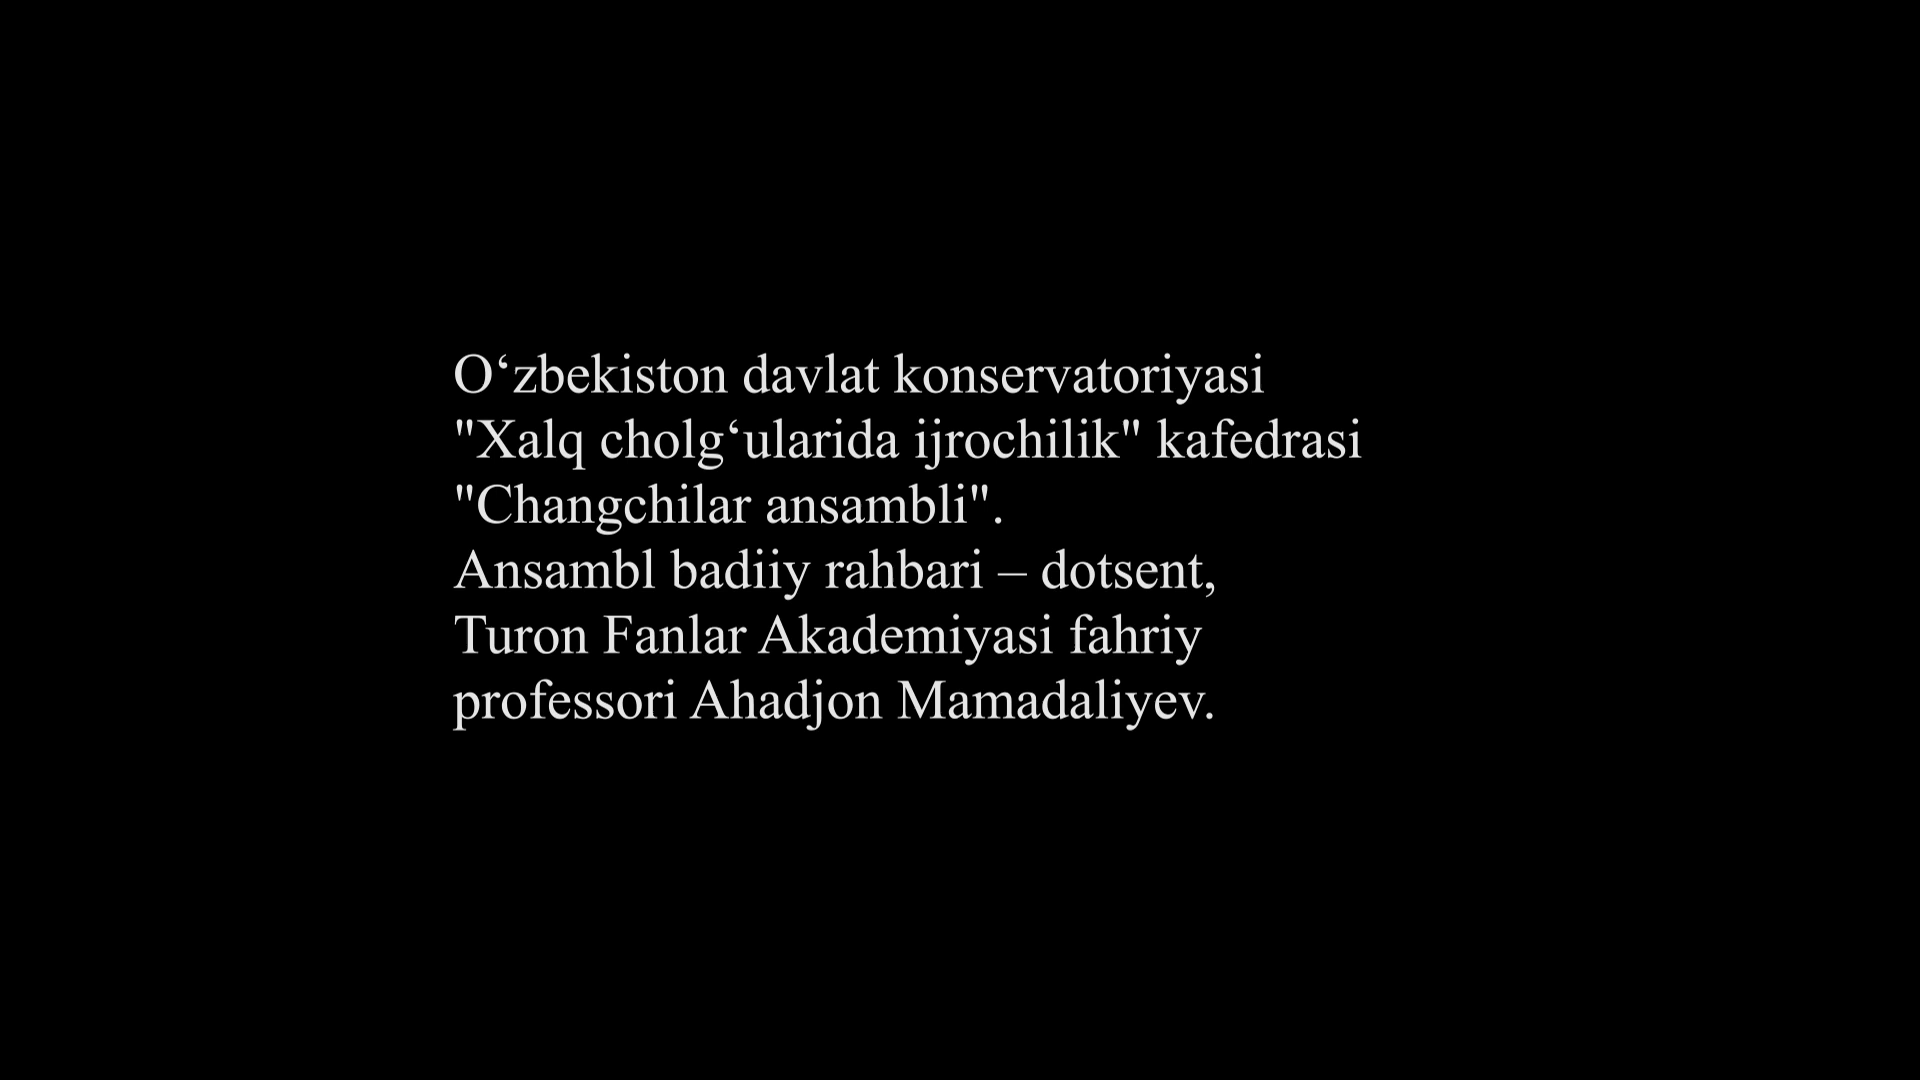 O‘zbekiston davlat konservatoriyasi
"Xalq cholg‘ularida ijrochilik" kafedrasi
"Changchilar ansambli".
Ansambl badiiy rahbari – dotsent,
Turon Fanlar Akademiyasi fahriy
professori Ahadjon Mamadaliyev.